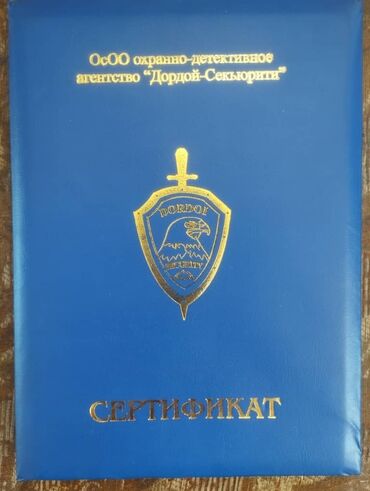 ОсОО охранно-детективное
агентство “Дордой-Секьюрити”
DORDOI
SECURITY
СЕРТИФИКАТ